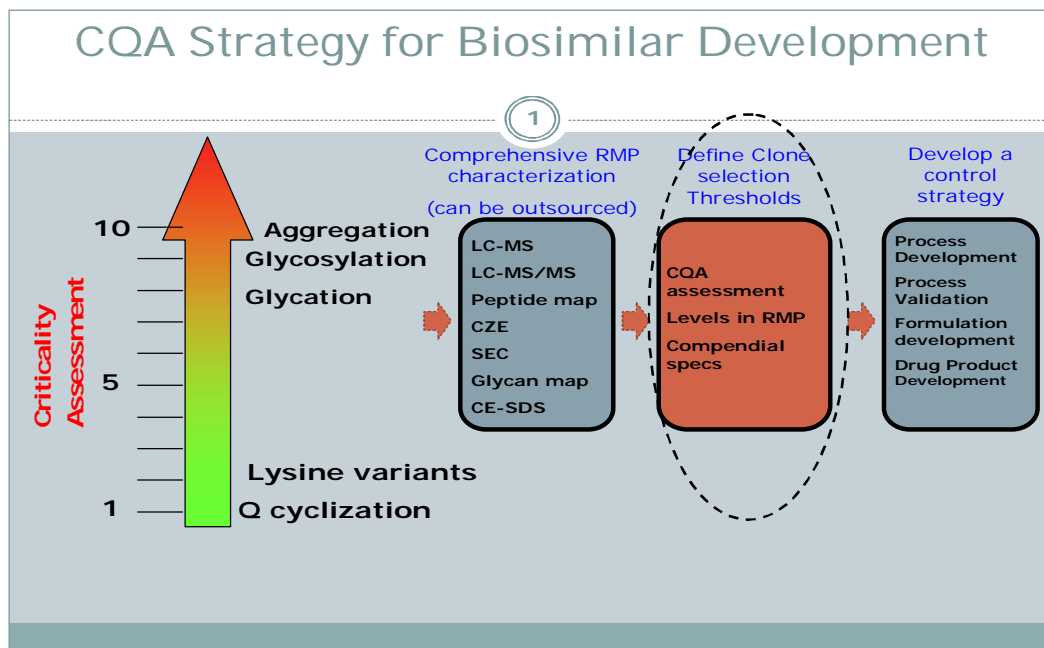 CQA Strategy for Biosimilar Development
1
Criticality
Assessment
10
5
1
Aggregation
Glycosylation
Glycation
Lysine variants
Q cyclization
Comprehensive RMP
characterization
(can be outsourced)
LC-MS
LC-MS/MS
Peptide map
CZE
SEC
Glycan map
CE-SDS
Define Clone
selection
Thresholds
CQA
assessment
Levels in RMP
Compendial
specs
Develop a
control
strategy
Process
Development
Process
Validation
Formulation
development
Drug Product
Development